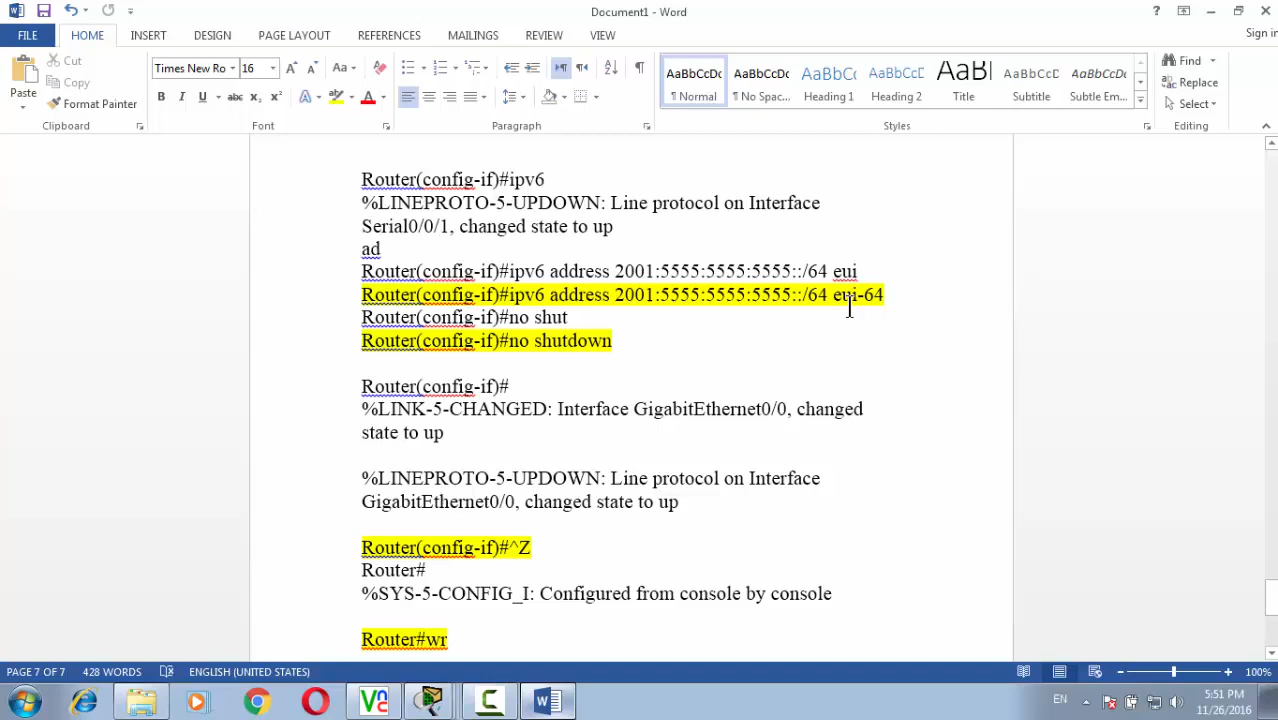 Document1 - Word
Sign in
FILE HOME INSERT DESIGN PAGE LAYOUT REFERENCES MAILINGS REVIEW VIEW
Paste
Cut
Copy
Format Painter
Clipboard
Times New Ro 16
Font
Paragraph
AaBbCcDc AaBbCcDc AaBbCc AaBbCcE AaBl AaBbCcDc AaBbCcDc
¶ Normal ¶ No Spac... Heading 1 Heading 2 Title Subtitle Subtle Em...
Styles
Find
Replace
Select
Editing
Router(config-if)#ipv6
%LINEPROTO-5-UPDOWN: Line protocol on Interface
Serial0/0/1, changed state to up
ad
Router(config-if)#ipv6 address 2001:5555:5555:5555::/64 eui
Router(config-if)#ipv6 address 2001:5555:5555:5555::/64 eui-64
Router(config-if)#no shut
Router(config-if)#no shutdown
Router(config-if)#
%LINK-5-CHANGED: Interface GigabitEthernet0/0, changed
state to up
%LINEPROTO-5-UPDOWN: Line protocol on Interface
GigabitEthernet0/0, changed state to up
Router(config-if)#^Z
Router#
%SYS-5-CONFIG_I: Configured from console by console
Router#wr
PAGE 7 OF 7 428 WORDS ENGLISH (UNITED STATES) 100%
EN
5:51 PM
11/26/2016